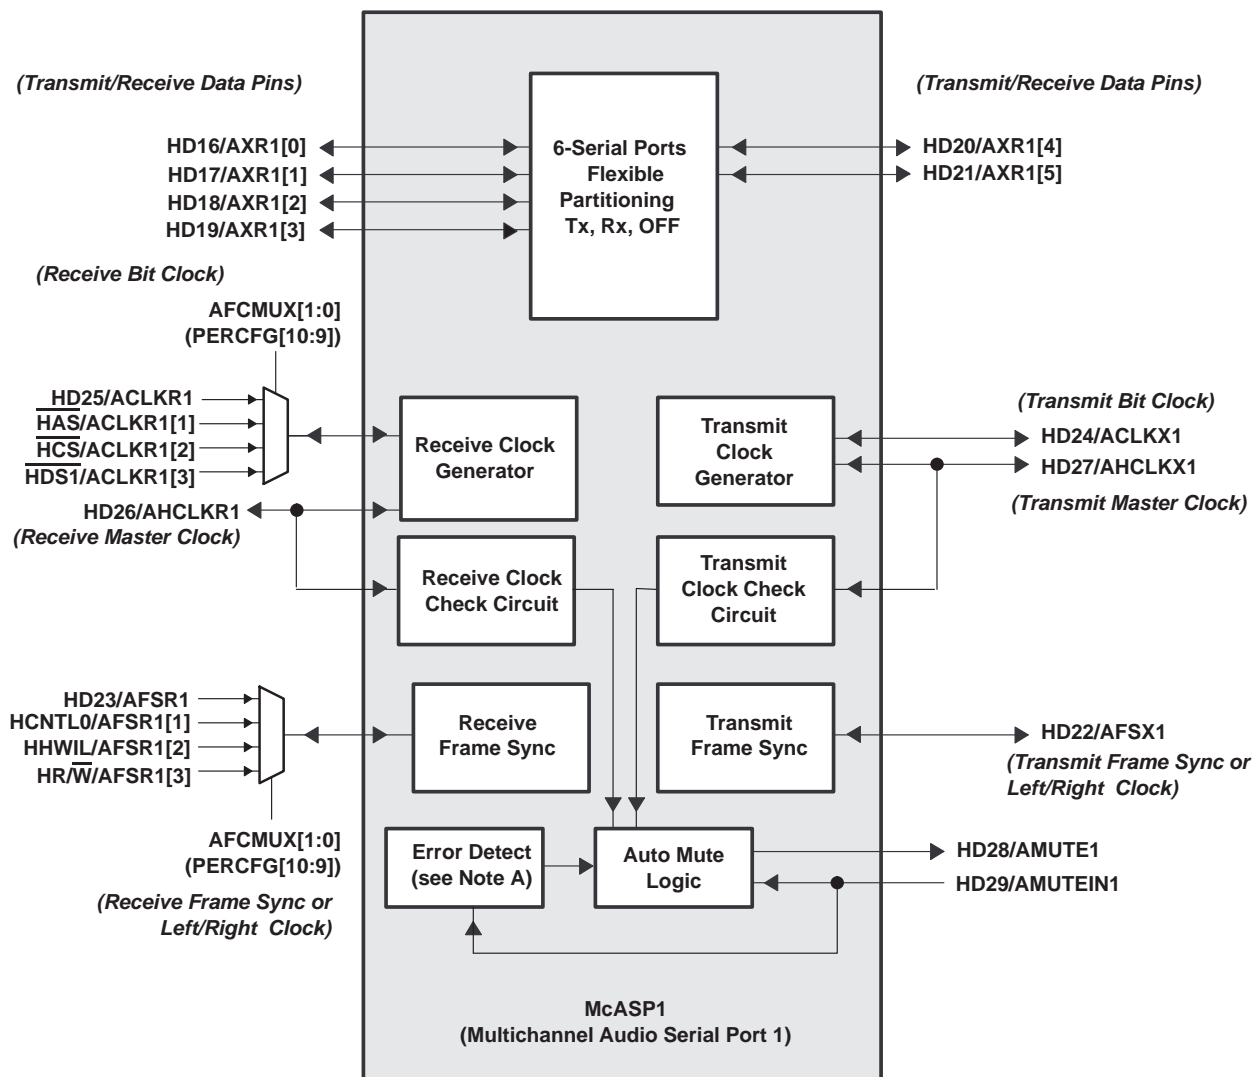 (Transmit/Receive Data Pins)
HD16/AXR1[0]
HD17/AXR1[1]
HD18/AXR1[2]
HD19/AXR1[3]
6-Serial Ports
Flexible
Partitioning
Tx, Rx, OFF
(Transmit/Receive Data Pins)
HD20/AXR1[4]
HD21/AXR1[5]
(Receive Bit Clock)
AFCMUX[1:0]
(PERCFG[10:9])
HD25/ACLKR1
H̅A̅S̅/ACLKR1[1]
H̅C̅S̅/ACLKR1[2]
H̅D̅S̅1̅/ACLKR1[3]
HD26/AHCLKR1
(Receive Master Clock)
Receive Clock
Generator
Transmit
Clock
Generator
(Transmit Bit Clock)
HD24/ACLKX1
HD27/AHCLKX1
(Transmit Master Clock)
Receive Clock
Check Circuit
Transmit
Clock Check
Circuit
HD23/AFSR1
HCNTL0/AFSR1[1]
HHWIL/AFSR1[2]
HR/W̅/AFSR1[3]
AFCMUX[1:0]
(PERCFG[10:9])
(Receive Frame Sync or
Left/Right Clock)
Receive
Frame Sync
Transmit
Frame Sync
HD22/AFSX1
(Transmit Frame Sync or
Left/Right Clock)
Error Detect
(see Note A)
Auto Mute
Logic
HD28/AMUTE1
HD29/AMUTEIN1
McASP1
(Multichannel Audio Serial Port 1)